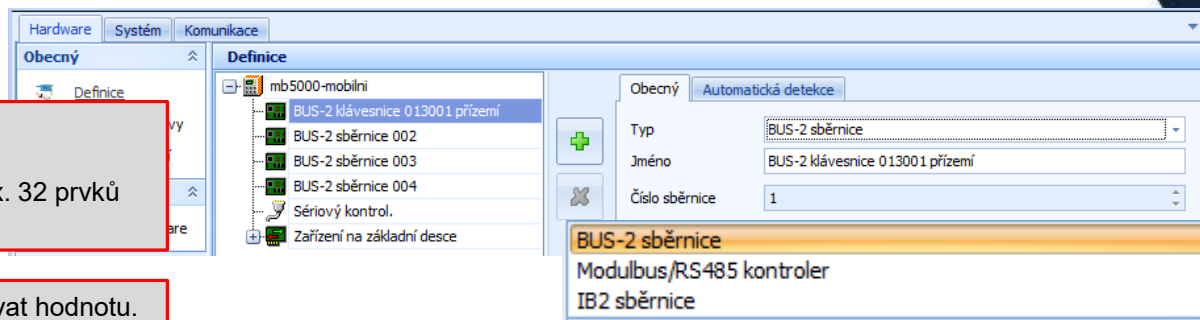 Hardware Systém Komunikace
Obecný
Definice
Definice
mb5000-mobilni
BUS-2 klávesnice 013001 přízemí
BUS-2 sběrnice 002
BUS-2 sběrnice 003
BUS-2 sběrnice 004
Sériový kontrol.
Zařízení na základní desce
Obecný Automatická detekce
Typ BUS-2 sběrnice
Jméno BUS-2 klávesnice 013001 přízemí
Číslo sběrnice 1
BUS-2 sběrnice
Modulbus/RS485 kontroler
IB2 sběrnice
vy
x. 32 prvků
are
vat hodnotu.